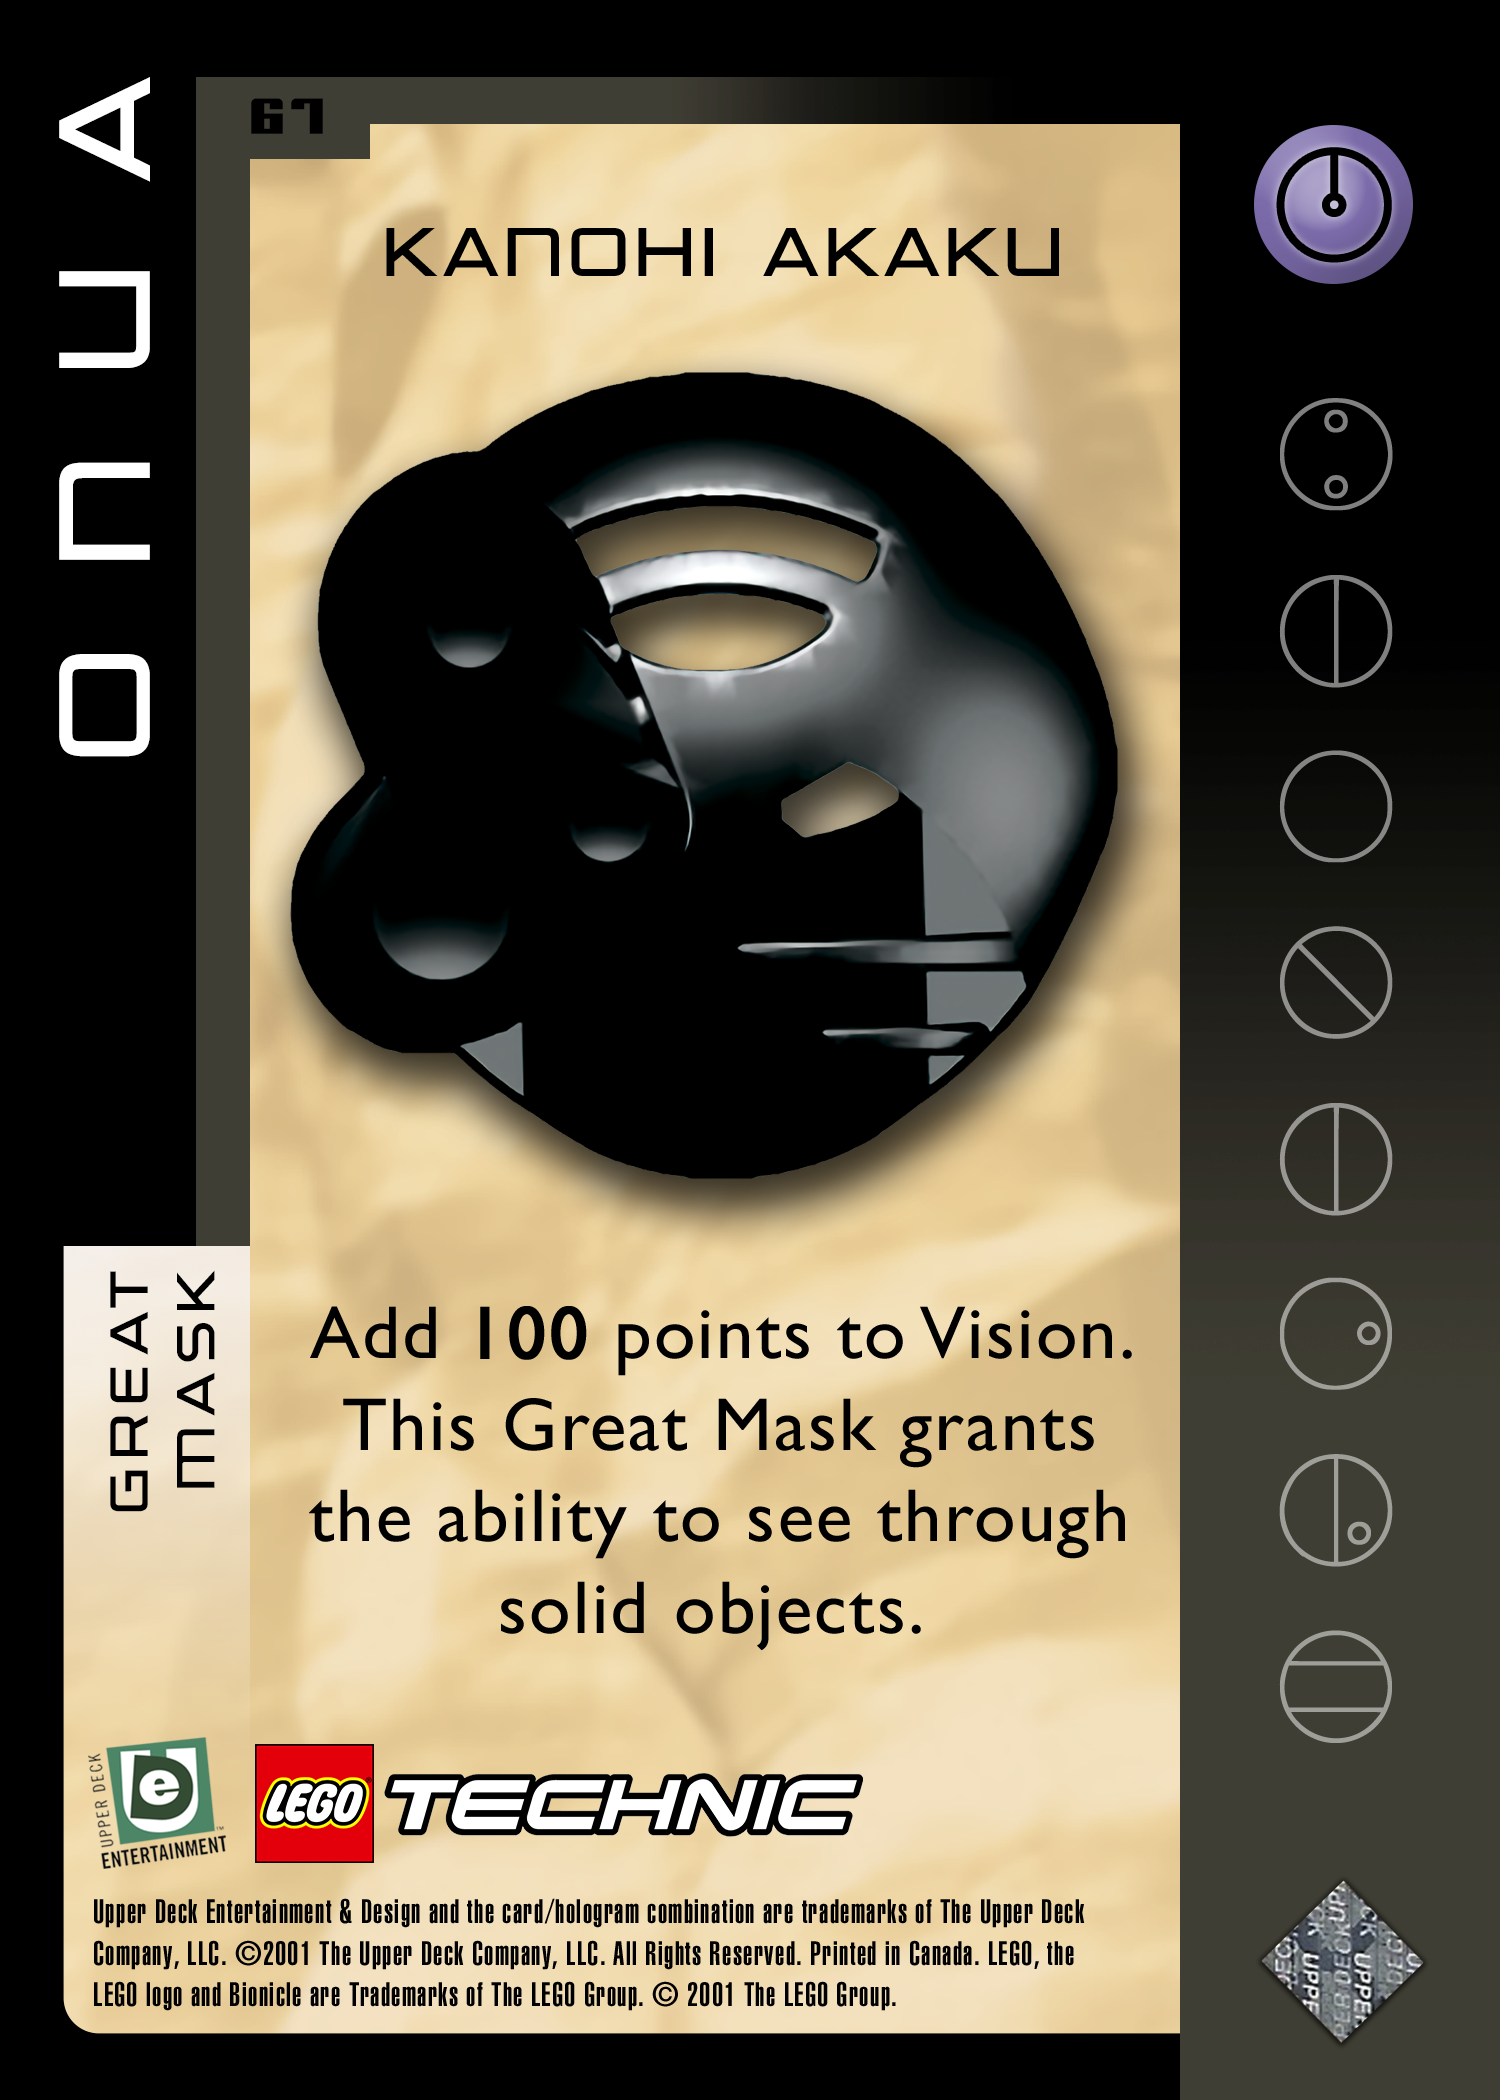 67
ONUA
KANOHI AKAKU
GREAT
MASK
Add 100 points to Vision.
This Great Mask grants
the ability to see through
solid objects.
UPPER DECK
e
ENTERTAINMENT™
LEGO TECHNIC
Upper Deck Entertainment & Design and the card/hologram combination are trademarks of The Upper Deck
Company, LLC. ©2001 The Upper Deck Company, LLC. All Rights Reserved. Printed in Canada. LEGO, the
LEGO logo and Bionicle are Trademarks of The LEGO Group. © 2001 The LEGO Group.